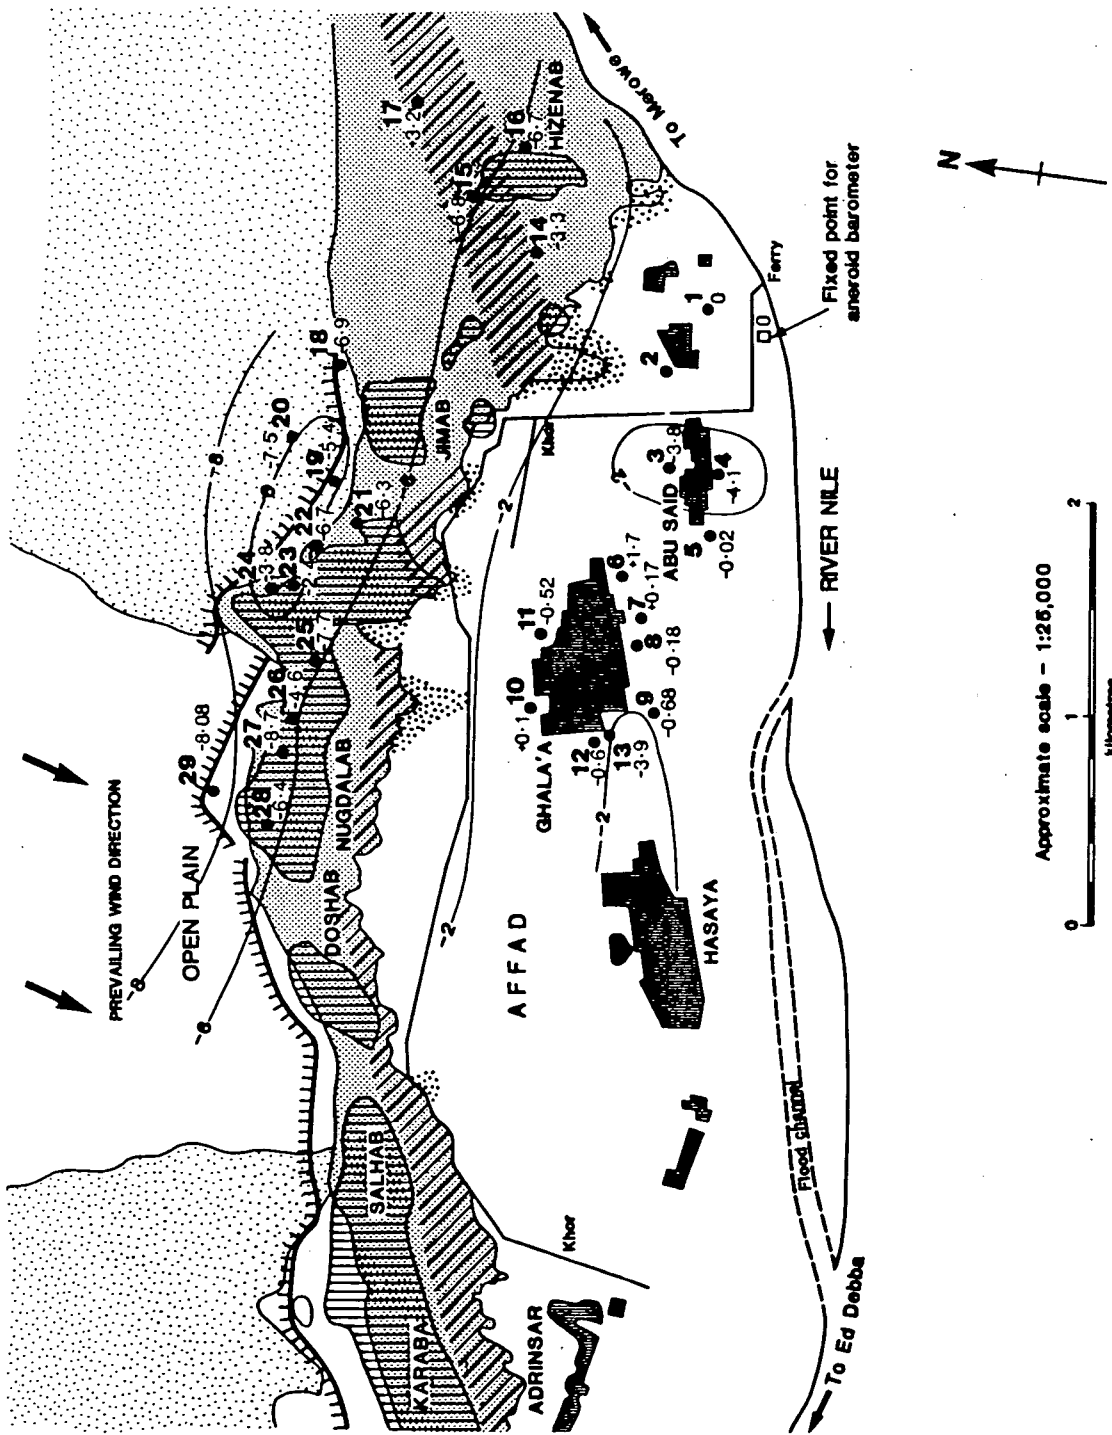 17
-3·2
To Merowe
16
-6·7
HIZENAB
15
-6·8
14
-3·3
N
Fixed point for
aneroid barometer
Ferry
0
1
0
2
18
-6·9
20
-7·5
-8
19
-5·4
JIMAB
Khor
3
-3·8
-2
4
-4·1
ABU SAID
5
-0·02
22
-6·7
21
-6·3
-2
24
-3·8
23
6
+1·7
7
+0·17
8
-0·18
RIVER NILE
25
11
-0·52
10
+0·1
9
-0·68
26
-4·6
27
-8·7
28
-6·4
29
-8·08
12
-0·6
13
-3·9
-2
GHALA'A
NUGDALAB
PREVAILING WIND DIRECTION
OPEN PLAIN
-8
-6
DOSHAB
-2
AFFAD
HASAYA
Flood channel
SALHAB
Khor
KARABA
ADRINSAR
To Ed Debba
Approximate scale - 1:25,000
0
1
2
kilometres